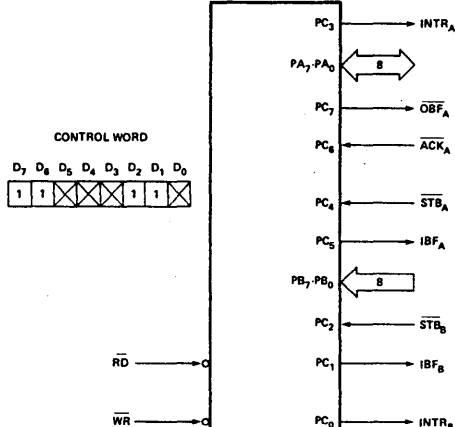 PC3 INTRA
PA7-PA0 8
PC7 OBFA
CONTROL WORD
PC6 ACKA
D7 D6 D5 D4 D3 D2 D1 D0
1 1 1 1
PC4 STBA
PC5 IBFA
PB7-PB0 8
PC2 STBB
RD PC1 IBFB
WR PC0 INTRB